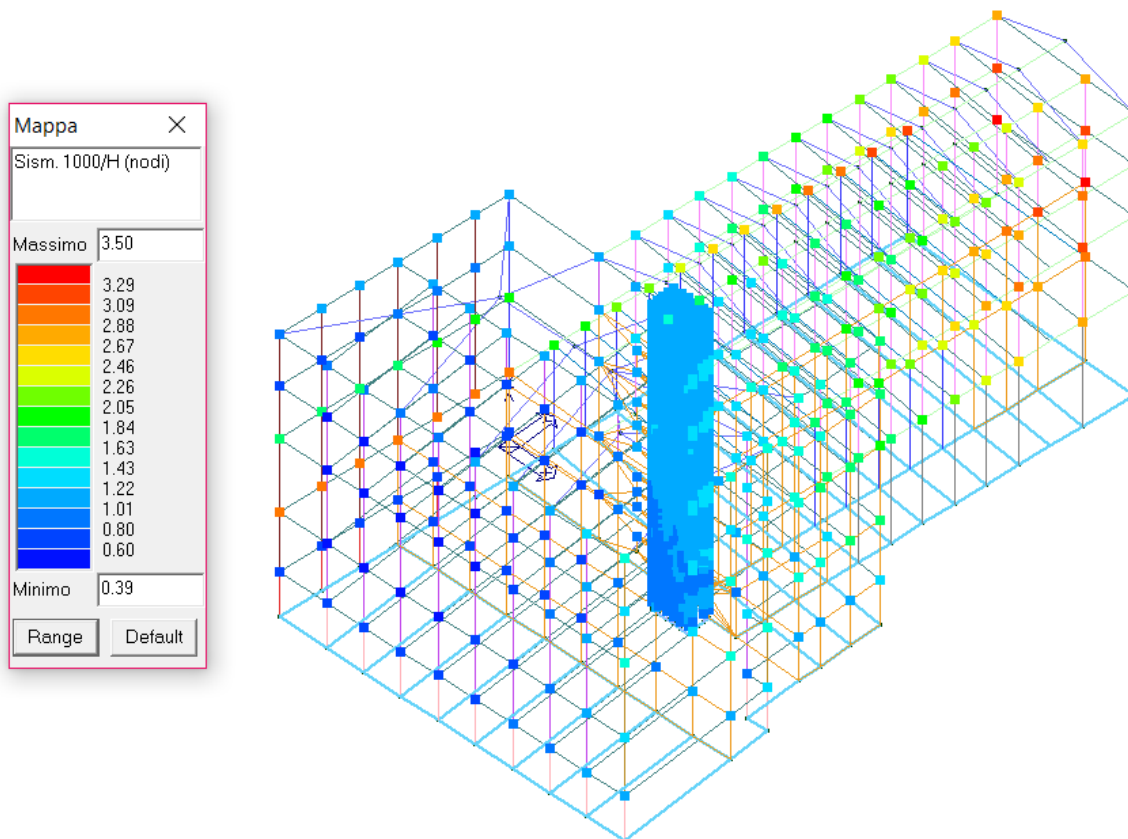 Mappa
Sism. 1000/H (nodi)
Massimo 3.50
3.29
3.09
2.88
2.67
2.46
2.26
2.05
1.84
1.63
1.43
1.22
1.01
0.80
0.60
Minimo 0.39
Range Default